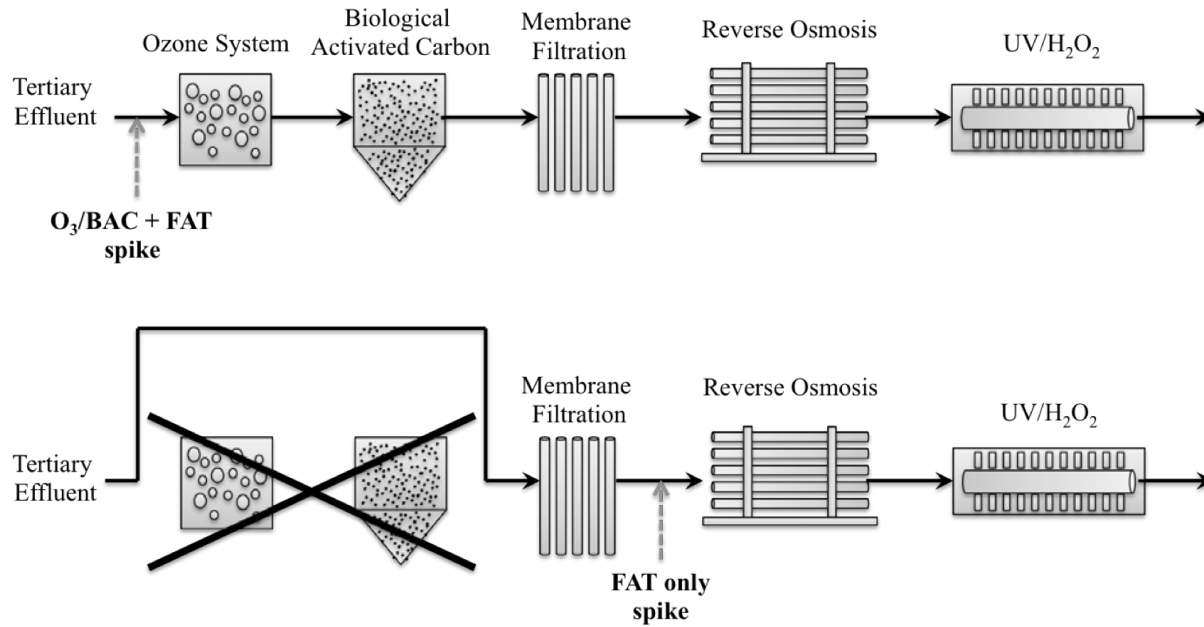 Ozone System
Biological
Activated Carbon
Membrane
Filtration
Reverse Osmosis
UV/H₂O₂
Tertiary
Effluent
O₃/BAC + FAT
spike
Membrane
Filtration
Reverse Osmosis
UV/H₂O₂
Tertiary
Effluent
FAT only
spike